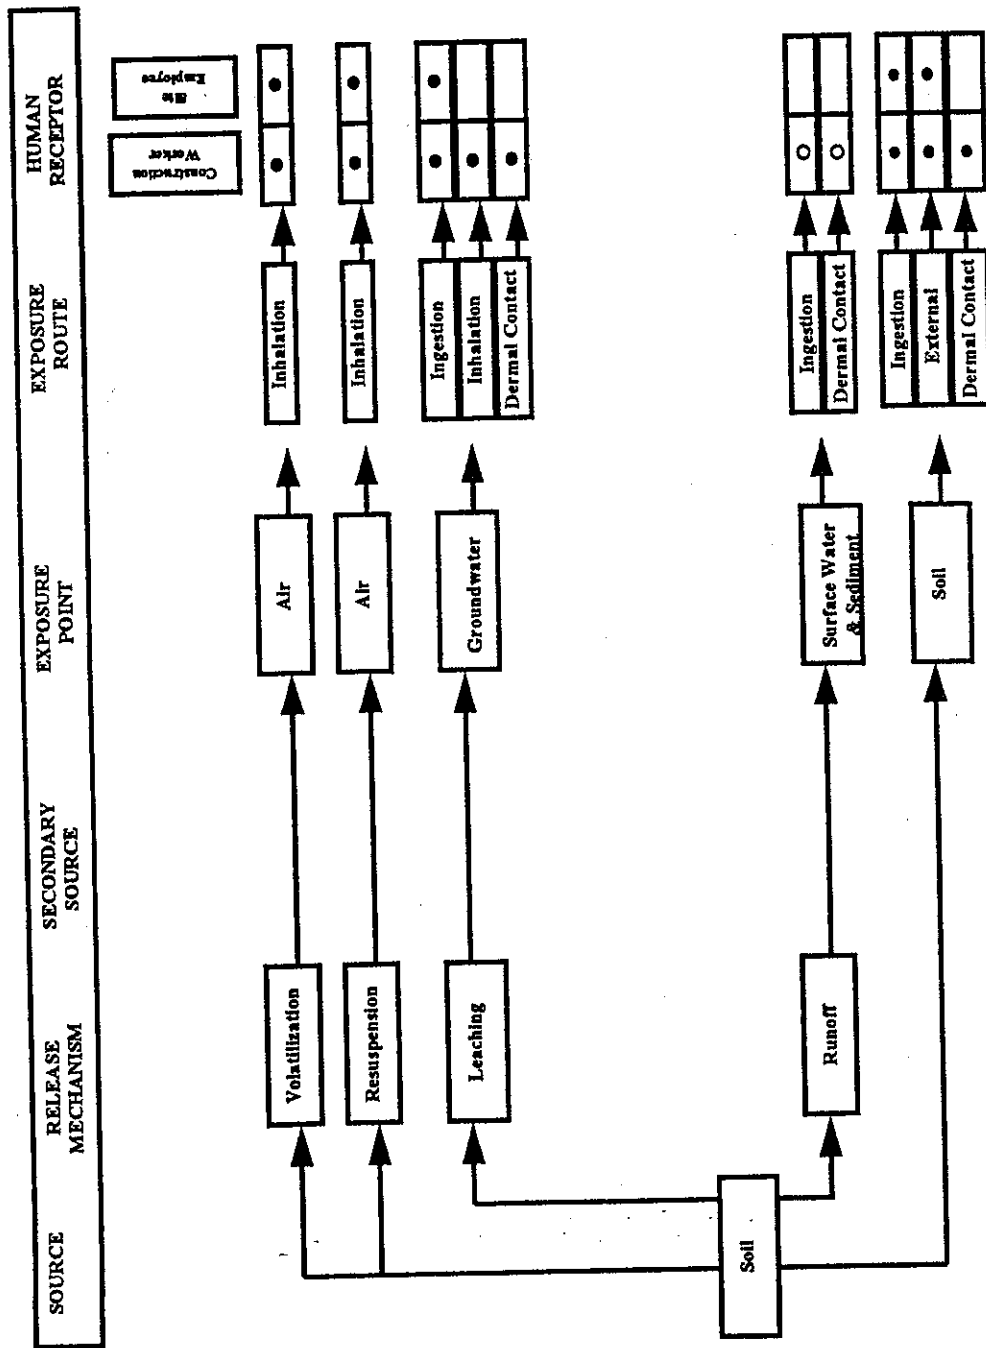 SOURCE
RELEASE
MECHANISM
SECONDARY
SOURCE
EXPOSURE
POINT
EXPOSURE
ROUTE
HUMAN
RECEPTOR
Construction
Worker
Site
Employee
Volatilization
Air
Inhalation
Resuspension
Air
Inhalation
Leaching
Groundwater
Ingestion
Inhalation
Dermal Contact
Soil
Runoff
Surface Water
& Sediment
Ingestion
Dermal Contact
Soil
Ingestion
External
Dermal Contact